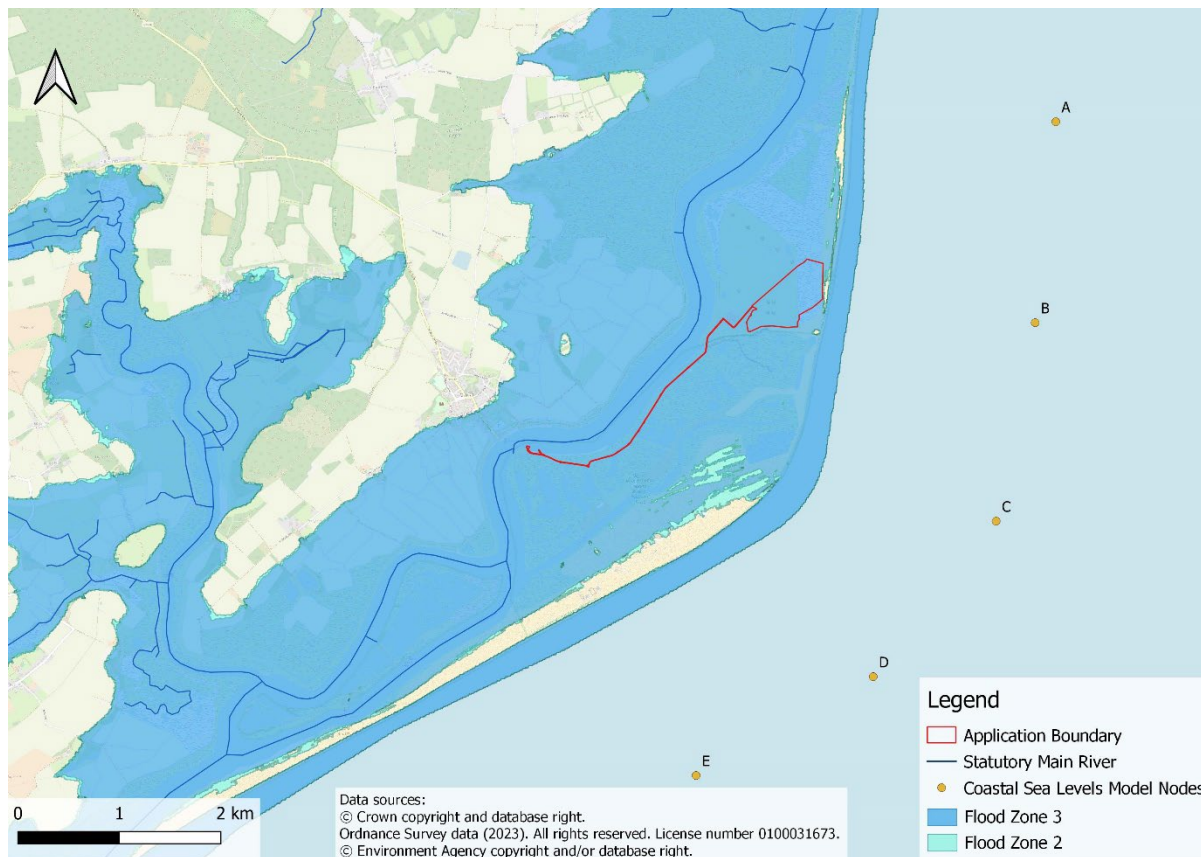 A
B
C
D
E
Legend
Application Boundary
Statutory Main River
Coastal Sea Levels Model Nodes
Flood Zone 3
Flood Zone 2
0 1 2 km
Data sources:
© Crown copyright and database right.
Ordnance Survey data (2023). All rights reserved. License number 0100031673.
© Environment Agency copyright and/or database right.